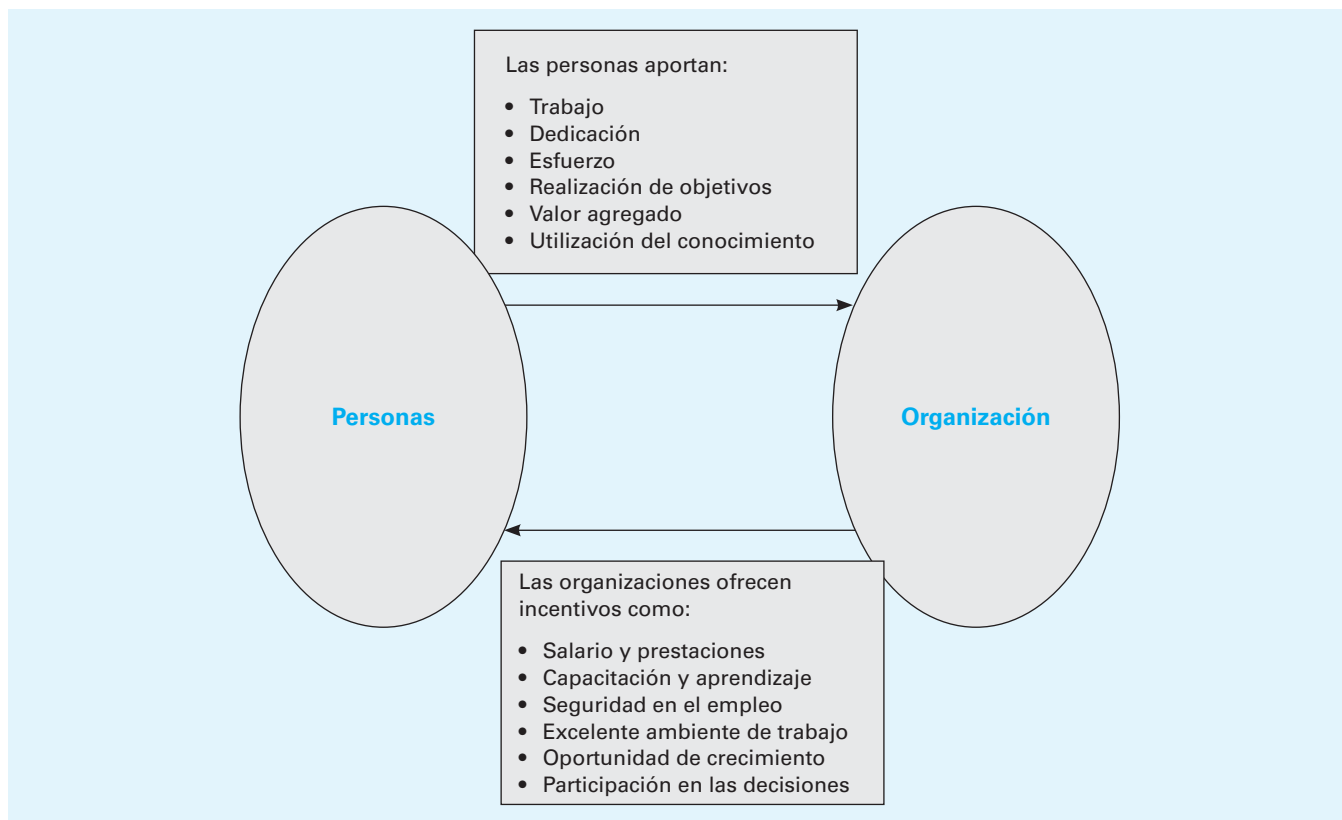 Las personas aportan:
• Trabajo
• Dedicación
• Esfuerzo
• Realización de objetivos
• Valor agregado
• Utilización del conocimiento
Personas
Organización
Las organizaciones ofrecen
incentivos como:
• Salario y prestaciones
• Capacitación y aprendizaje
• Seguridad en el empleo
• Excelente ambiente de trabajo
• Oportunidad de crecimiento
• Participación en las decisiones